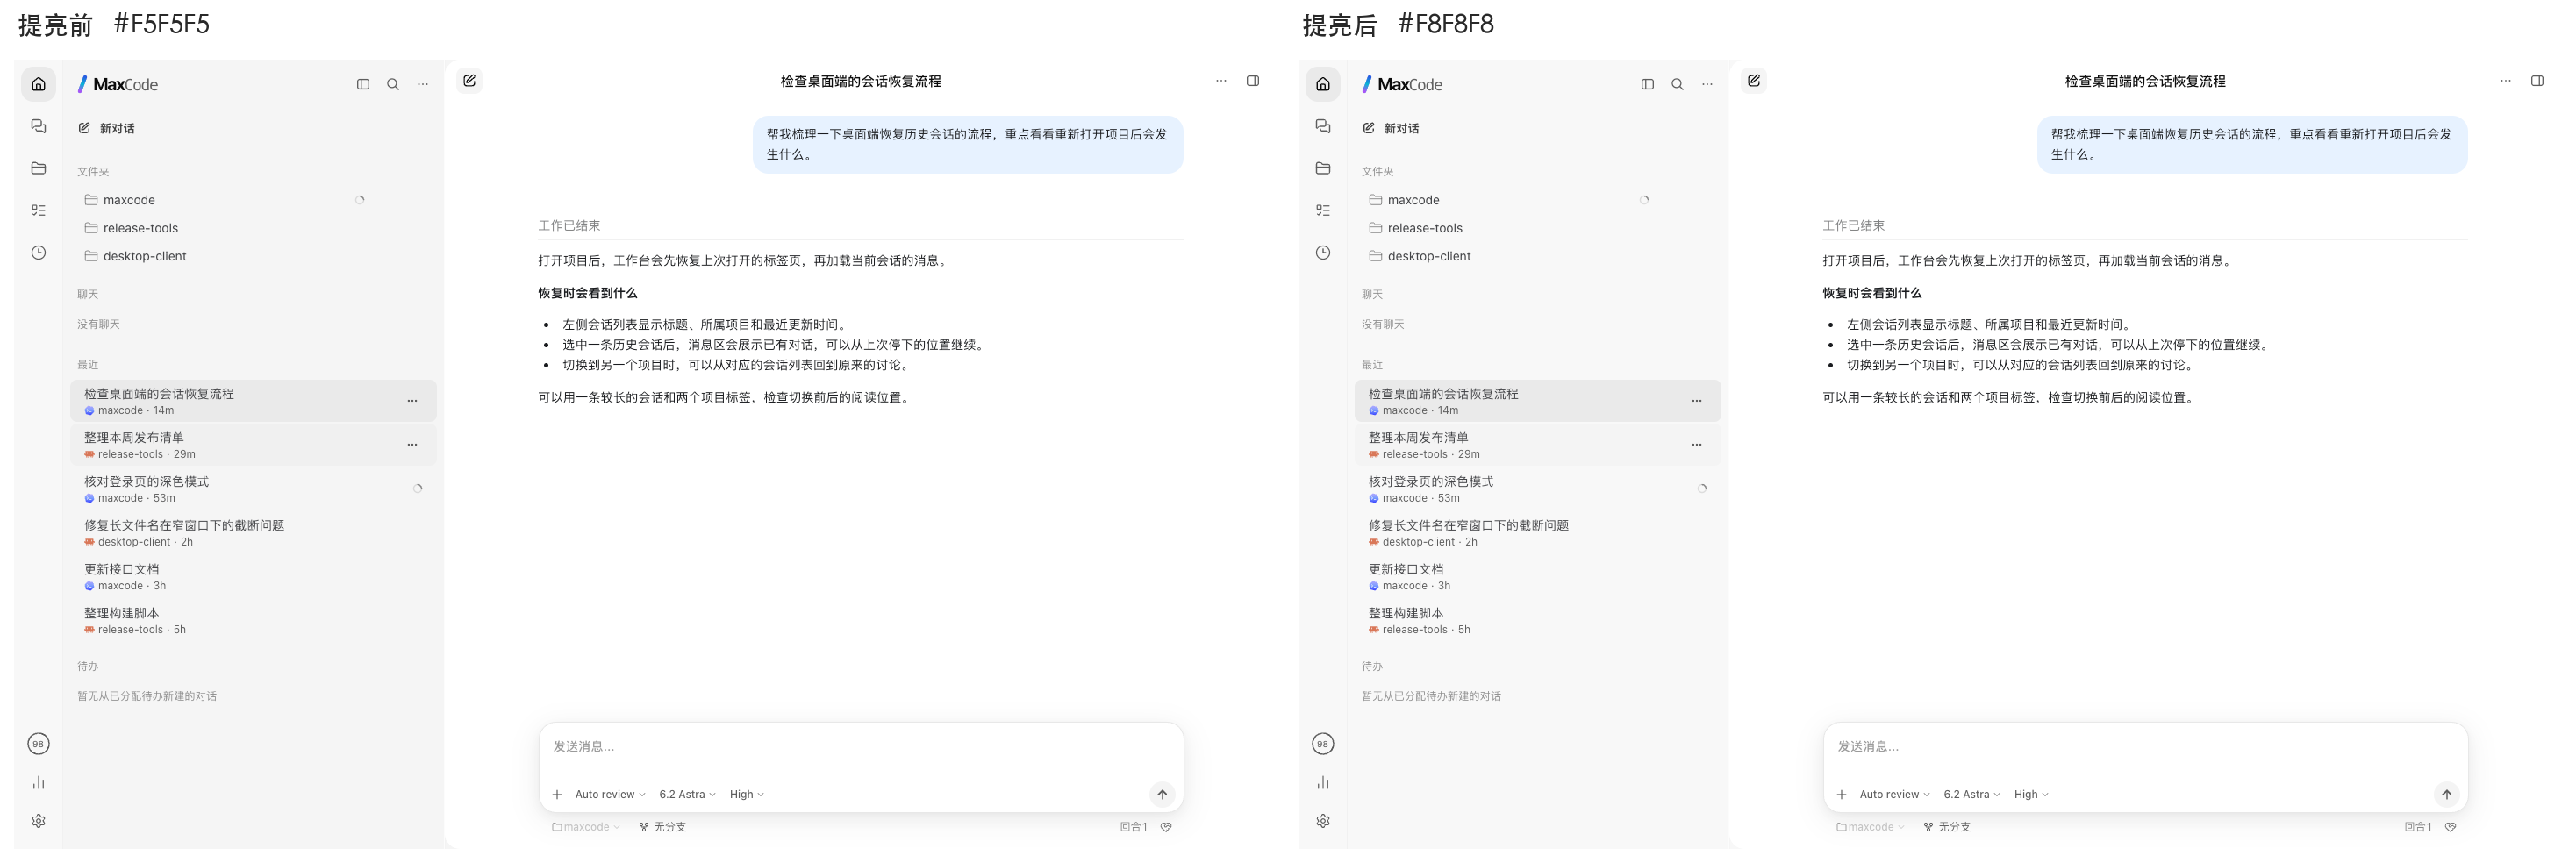 提亮前 #F5F5F5
MaxCode
新对话
文件夹
maxcode
release-tools
desktop-client
聊天
没有聊天
最近
检查桌面端的会话恢复流程
maxcode · 14m
整理本周发布清单
release-tools · 29m
核对登录页的深色模式
maxcode · 53m
修复长文件名在窄窗口下的截断问题
desktop-client · 2h
更新接口文档
maxcode · 3h
整理构建脚本
release-tools · 5h
待办
暂无从已分配待办新建的对话
98
检查桌面端的会话恢复流程
帮我梳理一下桌面端恢复历史会话的流程，重点看看重新打开项目后会发
生什么。
工作已结束
打开项目后，工作台会先恢复上次打开的标签页，再加载当前会话的消息。
恢复时会看到什么
• 左侧会话列表显示标题、所属项目和最近更新时间。
• 选中一条历史会话后，消息区会展示已有对话，可以从上次停下的位置继续。
• 切换到另一个项目时，可以从对应的会话列表回到原来的讨论。
可以用一条较长的会话和两个项目标签，检查切换前后的阅读位置。
发送消息...
Auto review 6.2 Astra High
maxcode 无分支 回合1
提亮后 #F8F8F8
MaxCode
新对话
文件夹
maxcode
release-tools
desktop-client
聊天
没有聊天
最近
检查桌面端的会话恢复流程
maxcode · 14m
整理本周发布清单
release-tools · 29m
核对登录页的深色模式
maxcode · 53m
修复长文件名在窄窗口下的截断问题
desktop-client · 2h
更新接口文档
maxcode · 3h
整理构建脚本
release-tools · 5h
待办
暂无从已分配待办新建的对话
98
检查桌面端的会话恢复流程
帮我梳理一下桌面端恢复历史会话的流程，重点看看重新打开项目后会发
生什么。
工作已结束
打开项目后，工作台会先恢复上次打开的标签页，再加载当前会话的消息。
恢复时会看到什么
• 左侧会话列表显示标题、所属项目和最近更新时间。
• 选中一条历史会话后，消息区会展示已有对话，可以从上次停下的位置继续。
• 切换到另一个项目时，可以从对应的会话列表回到原来的讨论。
可以用一条较长的会话和两个项目标签，检查切换前后的阅读位置。
发送消息...
Auto review 6.2 Astra High
maxcode 无分支 回合1